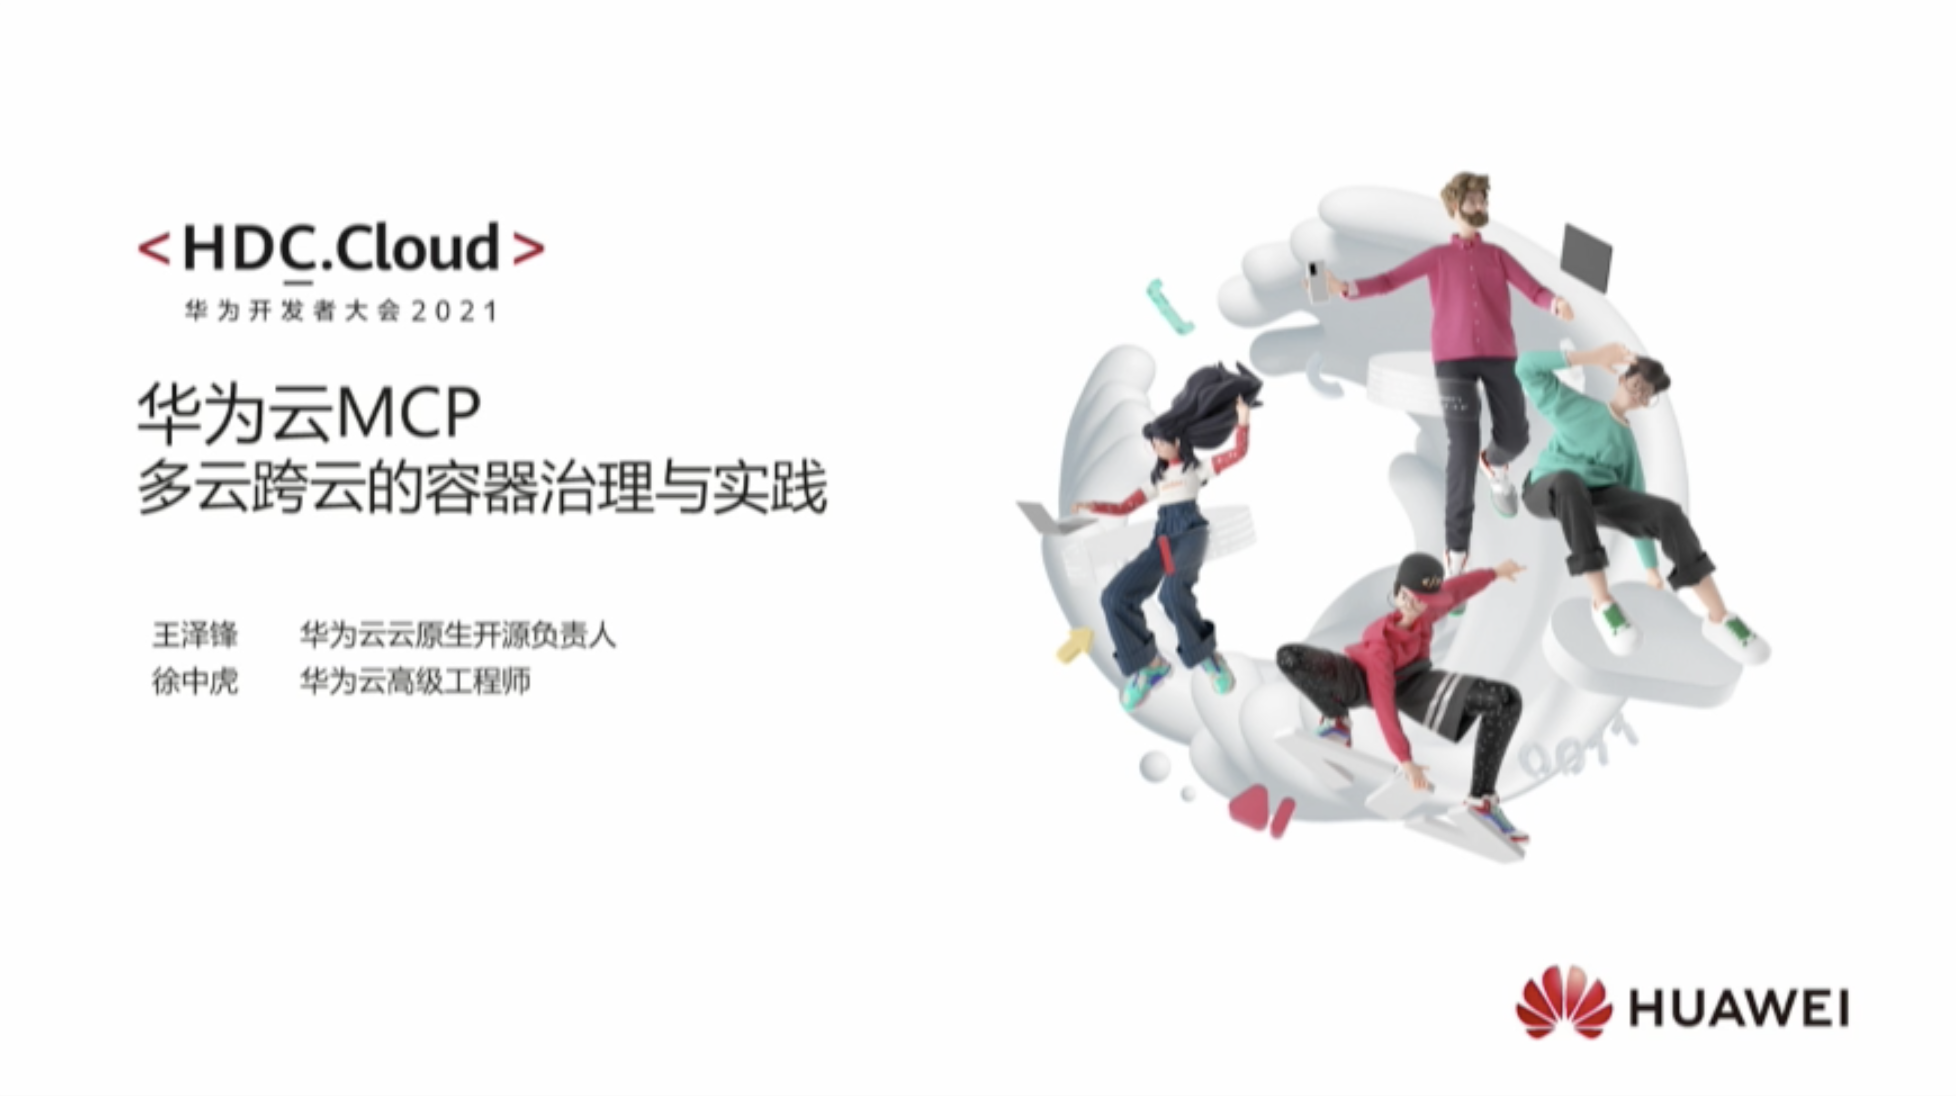 <HDC.Cloud>
华为开发者大会2021
华为云MCP
多云跨云的容器治理与实践
王泽锋 华为云云原生开源负责人
徐中虎 华为云高级工程师
HUAWEI